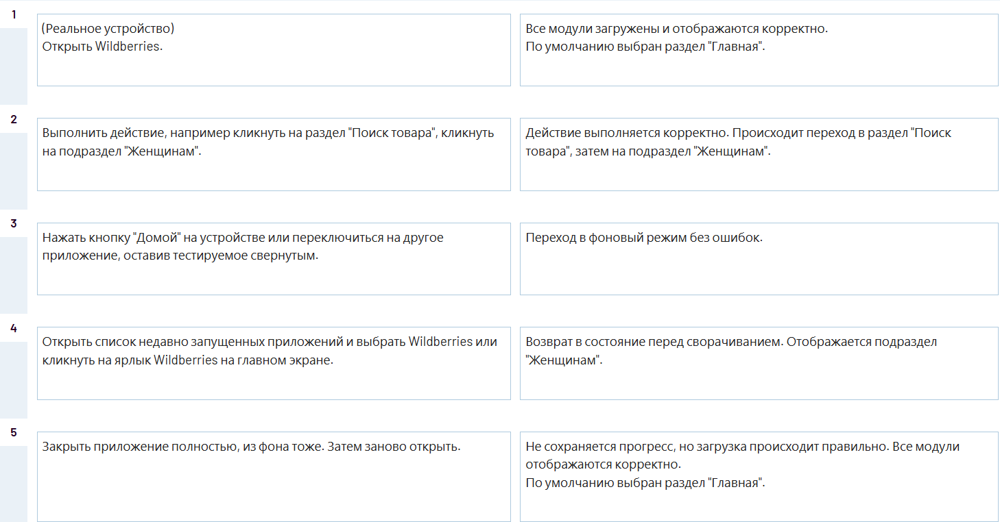 1
(Реальное устройство)
Открыть Wildberries.
Все модули загружены и отображаются корректно.
По умолчанию выбран раздел "Главная".
2
Выполнить действие, например кликнуть на раздел "Поиск товара", кликнуть
на подраздел "Женщинам".
Действие выполняется корректно. Происходит переход в раздел "Поиск
товара", затем на подраздел "Женщинам".
3
Нажать кнопку "Домой" на устройстве или переключиться на другое
приложение, оставив тестируемое свернутым.
Переход в фоновый режим без ошибок.
4
Открыть список недавно запущенных приложений и выбрать Wildberries или
кликнуть на ярлык Wildberries на главном экране.
Возврат в состояние перед сворачиванием. Отображается подраздел
"Женщинам".
5
Закрыть приложение полностью, из фона тоже. Затем заново открыть.
Не сохраняется прогресс, но загрузка происходит правильно. Все модули
отображаются корректно.
По умолчанию выбран раздел "Главная".